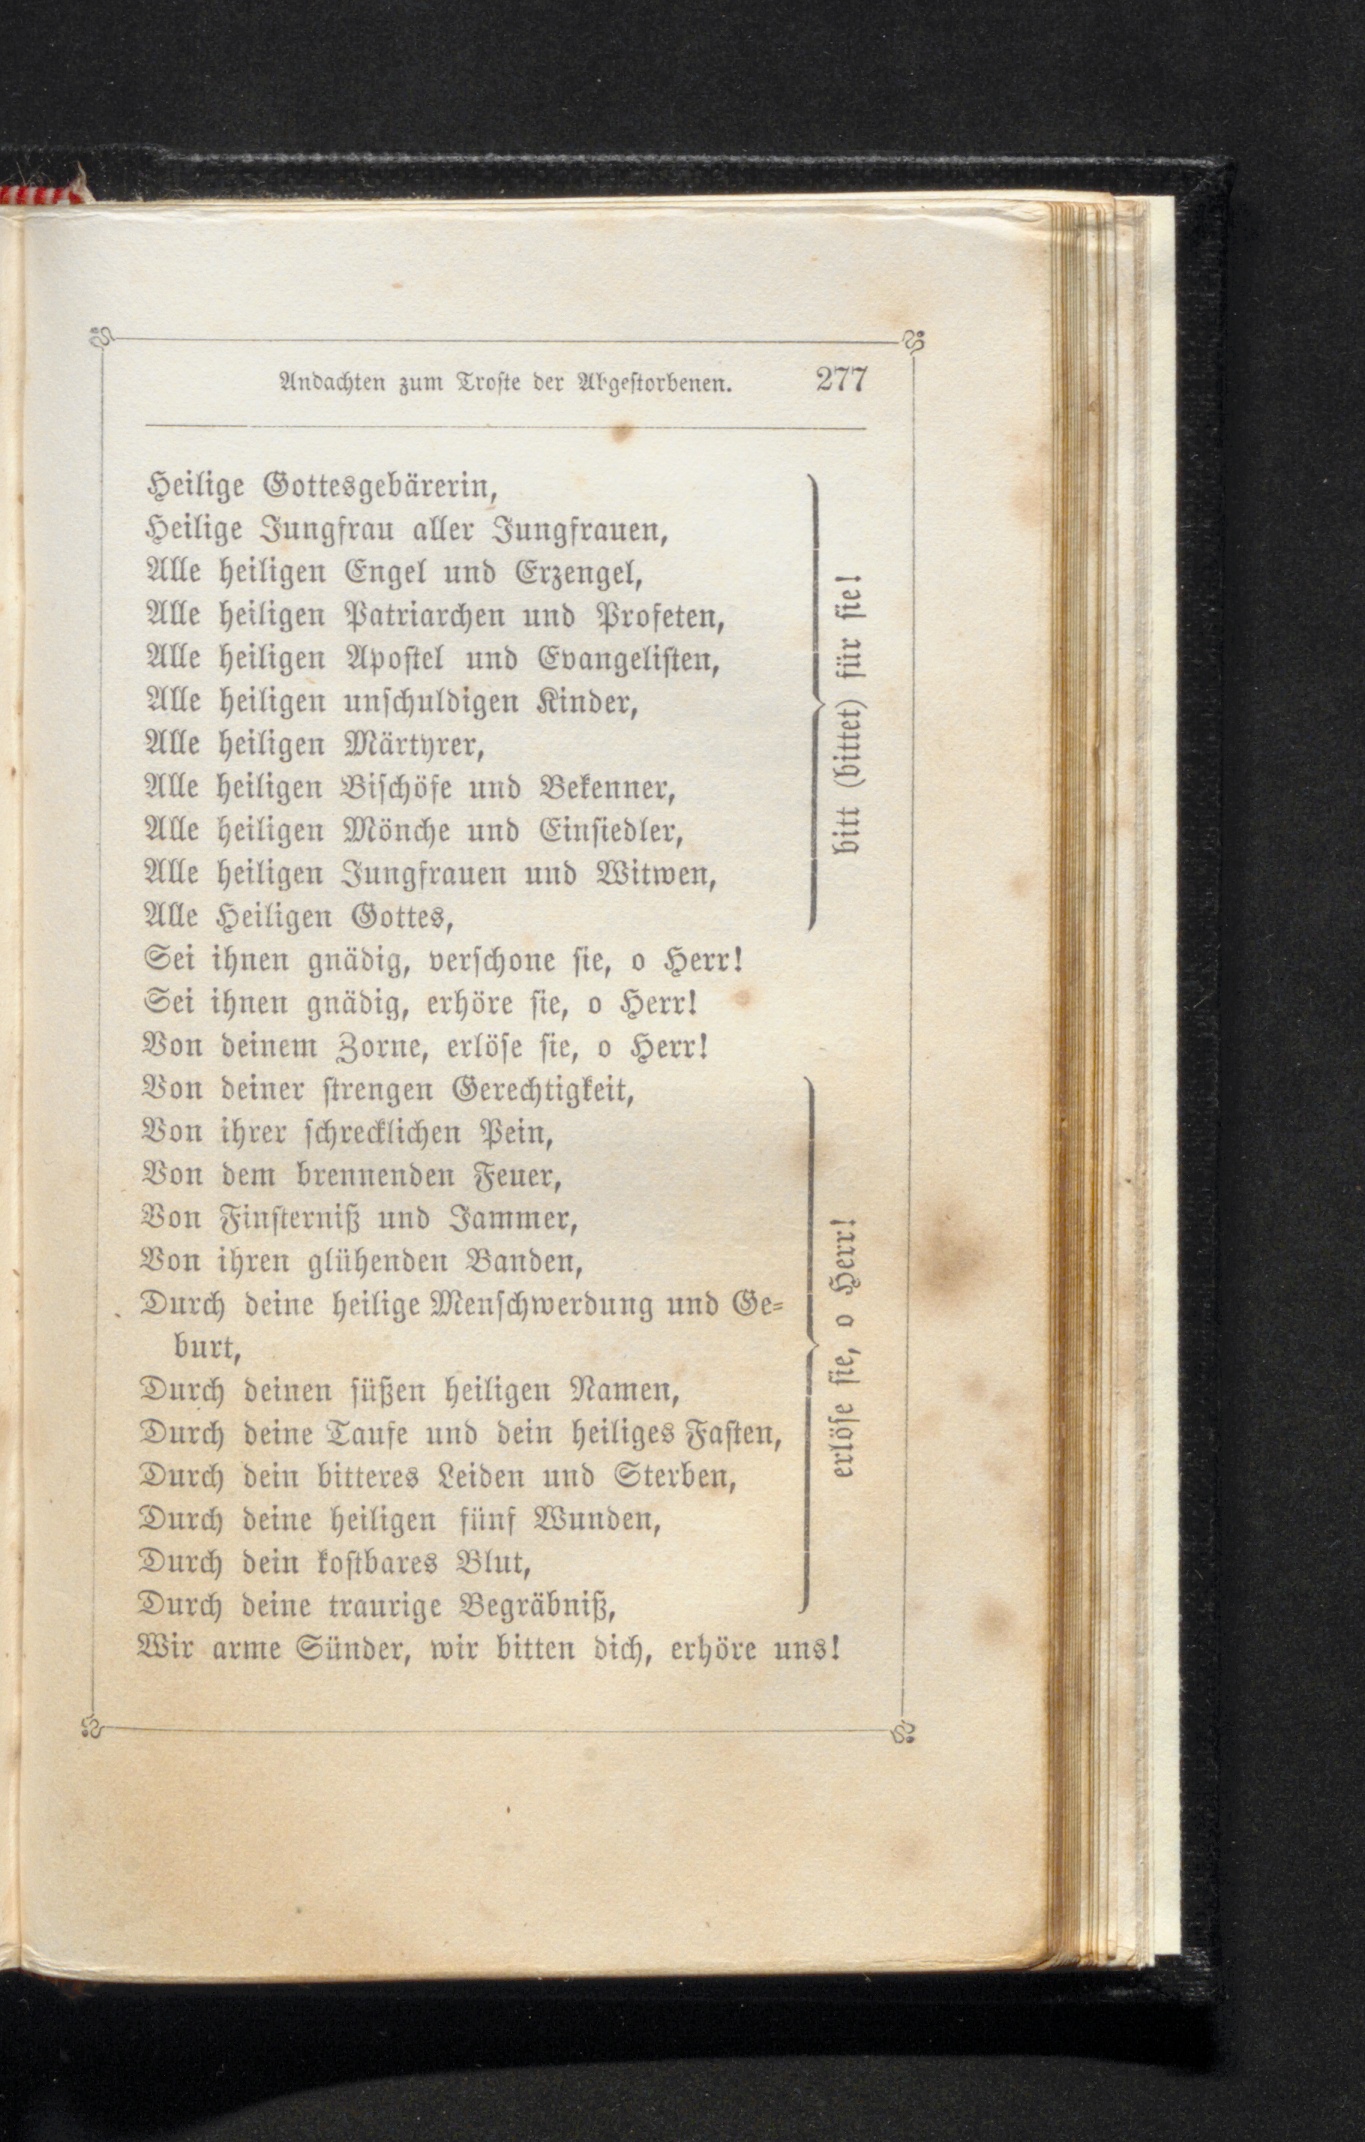 Andachten zum Troste der Abgestorbenen. 277
Heilige Gottesgebärerin,
Heilige Jungfrau aller Jungfrauen,
Alle heiligen Engel und Erzengel,
Alle heiligen Patriarchen und Profeten,
Alle heiligen Apostel und Evangelisten,
Alle heiligen unschuldigen Kinder,
Alle heiligen Märtyrer,
Alle heiligen Bischöfe und Bekenner,
Alle heiligen Mönche und Einsiedler,
Alle heiligen Jungfrauen und Witwen,
Alle Heiligen Gottes,
bitt (bittet) für sie!
Sei ihnen gnädig, verschone sie, o Herr!
Sei ihnen gnädig, erhöre sie, o Herr!
Von deinem Zorne, erlöse sie, o Herr!
Von deiner strengen Gerechtigkeit,
Von ihrer schrecklichen Pein,
Von dem brennenden Feuer,
Von Finsterniß und Jammer,
Von ihren glühenden Banden,
Durch deine heilige Menschwerdung und Ge-
burt,
Durch deinen süßen heiligen Namen,
Durch deine Taufe und dein heiliges Fasten,
Durch dein bitteres Leiden und Sterben,
Durch deine heiligen fünf Wunden,
Durch dein kostbares Blut,
Durch deine traurige Begräbniß,
erlöse sie, o Herr!
Wir arme Sünder, wir bitten dich, erhöre uns!